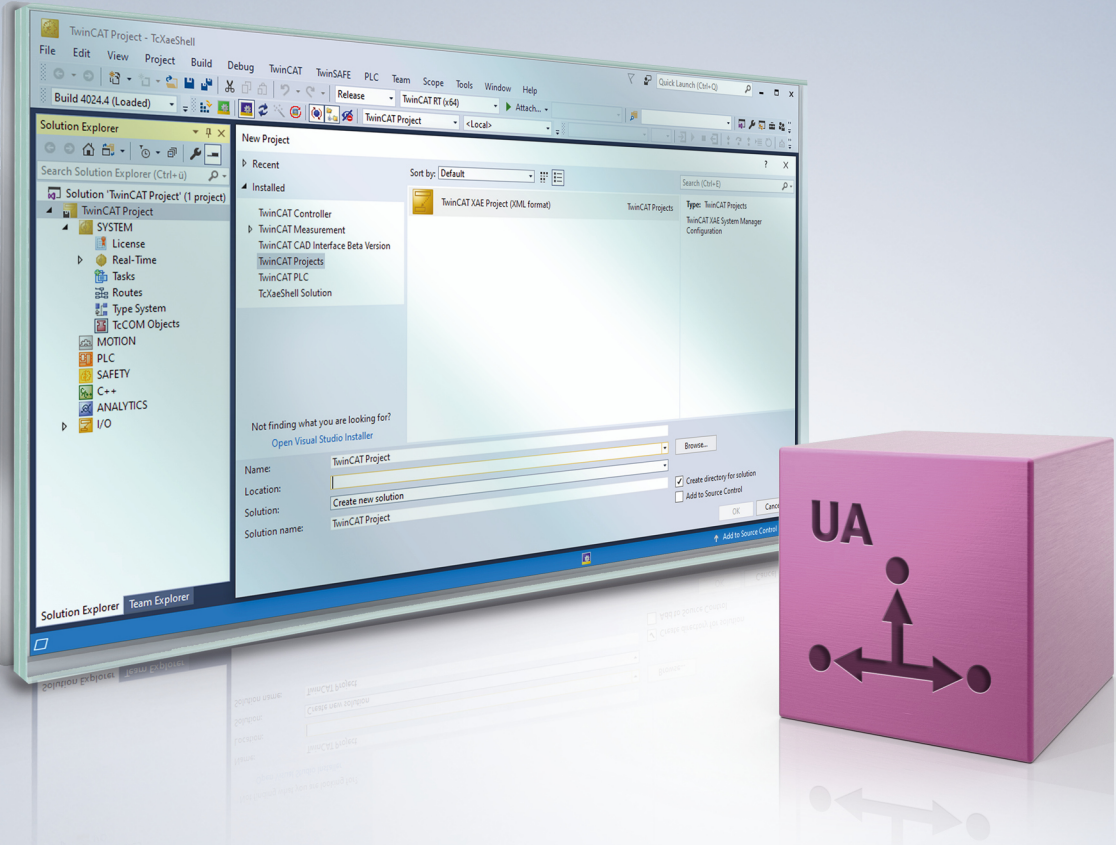 TwinCAT Project - TcXaeShell
File Edit View Project Build Debug TwinCAT TwinSAFE PLC Team Scope Tools Window Help
Quick Launch (Ctrl+Q)
Release
TwinCAT RT (x64)
Attach...
Build 4024.4 (Loaded)
TwinCAT Project
<Local>
Solution Explorer
Search Solution Explorer (Ctrl+ü)
Solution 'TwinCAT Project' (1 project)
TwinCAT Project
SYSTEM
License
Real-Time
Tasks
Routes
Type System
TcCOM Objects
MOTION
PLC
SAFETY
C++
ANALYTICS
I/O
Solution Explorer
Team Explorer
New Project
? X
Recent
Installed
TwinCAT Controller
TwinCAT Measurement
TwinCAT CAD Interface Beta Version
TwinCAT Projects
TwinCAT PLC
TcXaeShell Solution
Not finding what you are looking for?
Open Visual Studio Installer
Sort by: Default
TwinCAT XAE Project (XML format)
TwinCAT Projects
Search (Ctrl+E)
Type: TwinCAT Projects
TwinCAT XAE System Manager
Configuration
Name:
TwinCAT Project
Location:
Browse...
Solution:
Create new solution
Solution name:
TwinCAT Project
Create directory for solution
Add to Source Control
OK
Add to Source Control
UA